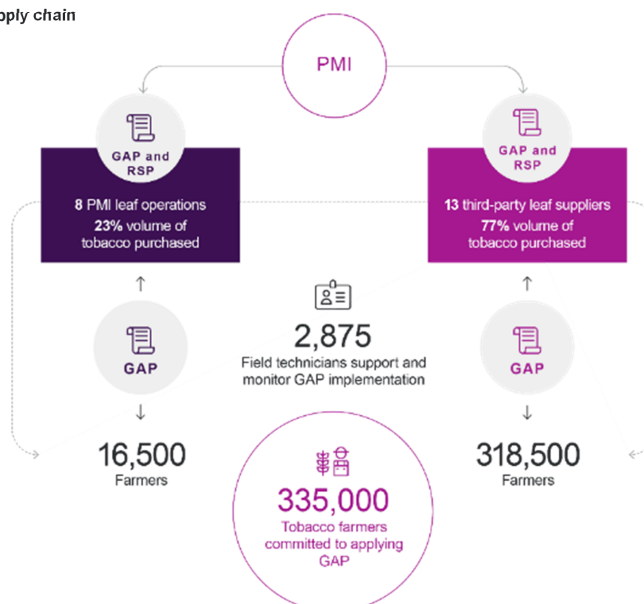 chain
PMI
GAP and
RSP
8 PMI leaf operations
23% volume of
tobacco purchased
GAP and
RSP
13 third-party leaf suppliers
77% volume of
tobacco purchased
GAP
2,875
Field technicians support and
monitor GAP implementation
GAP
16,500
Farmers
318,500
Farmers
335,000
Tobacco farmers
committed to applying
GAP